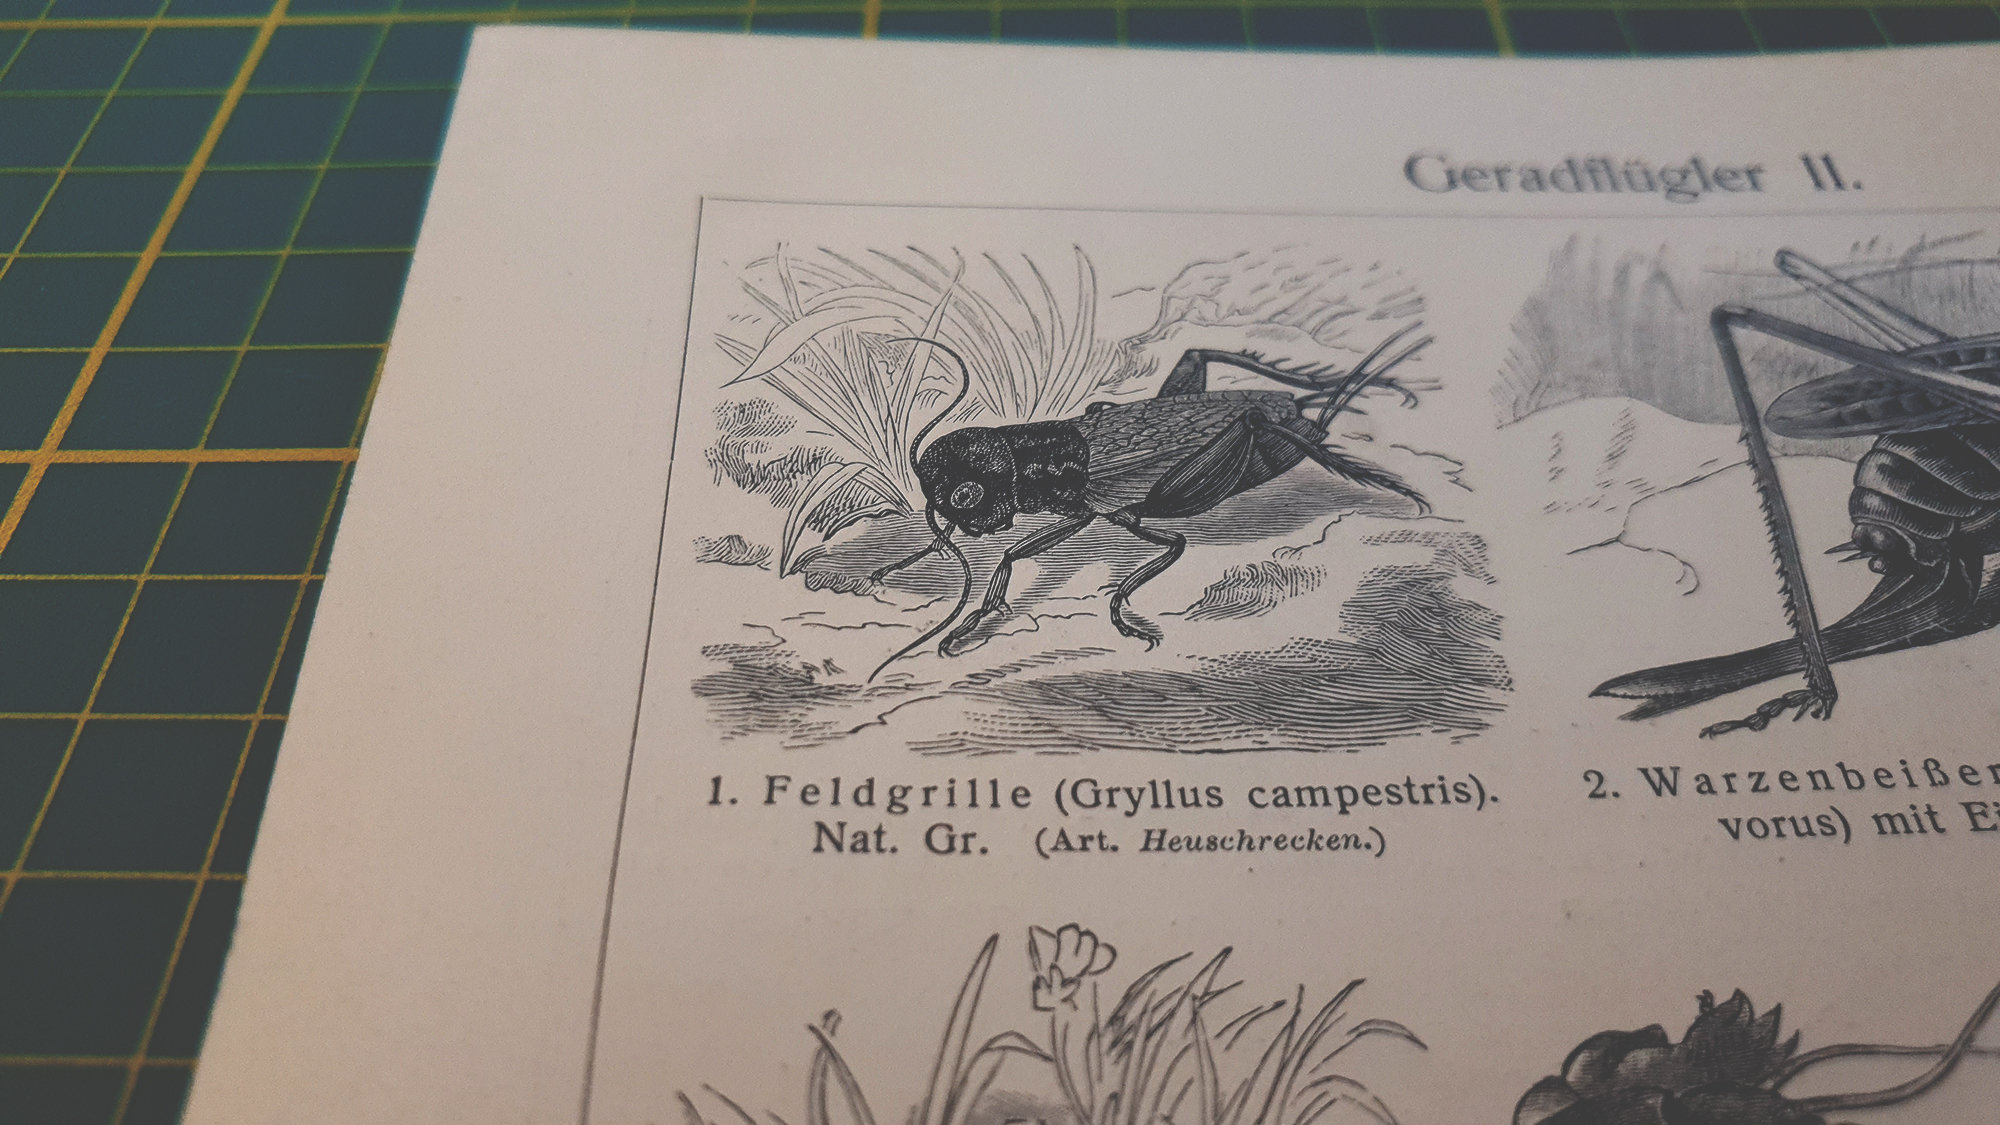 Geradflügler II.
1. Feldgrille (Gryllus campestris).
Nat. Gr. (Art. Heuschrecken.)
2. Warzenbeißer
vorus) mit